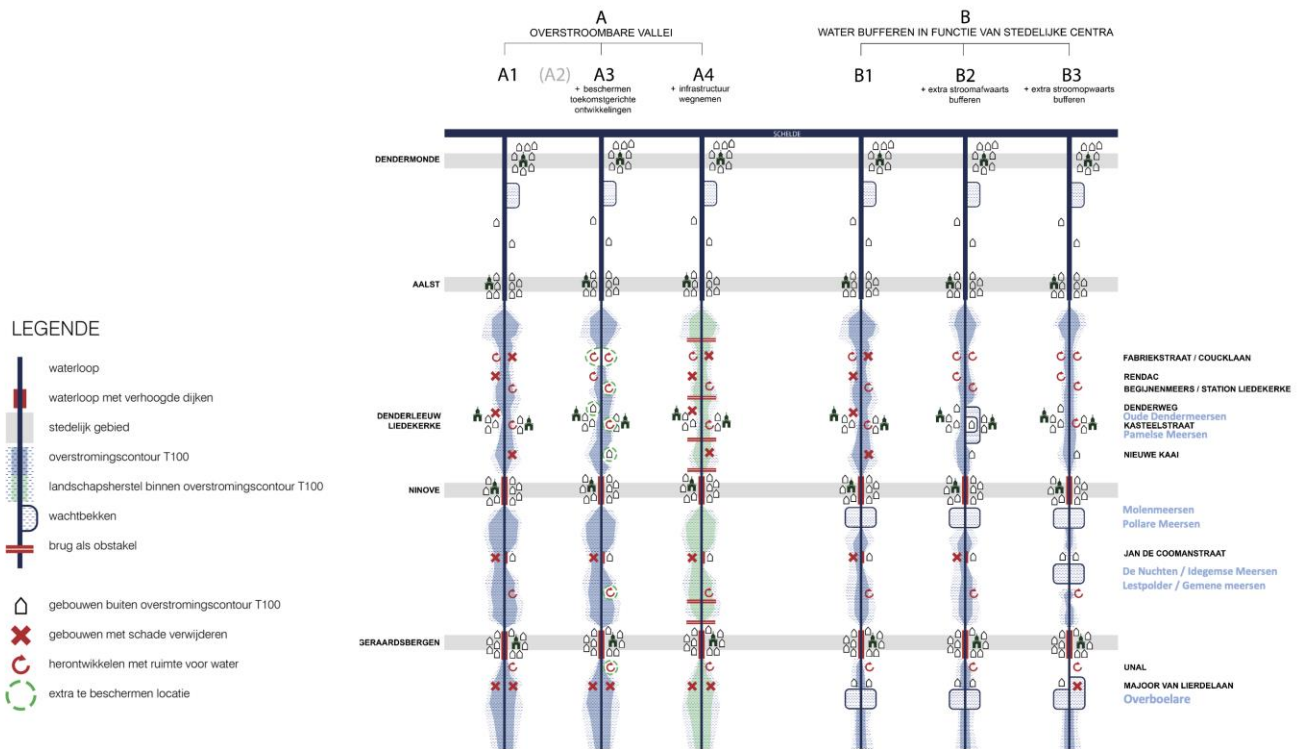 A
OVERSTROOMBARE VALLEI
B
WATER BUFFEREN IN FUNCTIE VAN STEDELIJKE CENTRA
A1
(A2)
A3
+ beschermen
toekomstgerichte
ontwikkelingen
A4
+ infrastructuur
wegnemen
B1
B2
+ extra stroomafwaarts
bufferen
B3
+ extra stroomopwaarts
bufferen
SCHELDE
DENDERMONDE
AALST
DENDERLEEUW
LIEDEKERKE
NINOVE
GERAARDSBERGEN
FABRIEKSTRAAT / COUCKLAAN
RENDAC
BEGIJNENMEERS / STATION LIEDEKERKE
DENDERWEG
Oude Dendermeersen
KASTEELSTRAAT
Pamelse Meersen
NIEUWE KAAI
Molenmeersen
Pollare Meersen
JAN DE COOMANSTRAAT
De Nuchten / Idegemse Meersen
Lestpolder / Gemene meersen
UNAL
MAJOOR VAN LIERDELAAN
Overboelare
LEGENDE
waterloop
waterloop met verhoogde dijken
stedelijk gebied
overstromingscontour T100
landschapsherstel binnen overstromingscontour T100
wachtbekken
brug als obstakel
gebouwen buiten overstromingscontour T100
gebouwen met schade verwijderen
herontwikkelen met ruimte voor water
extra te beschermen locatie